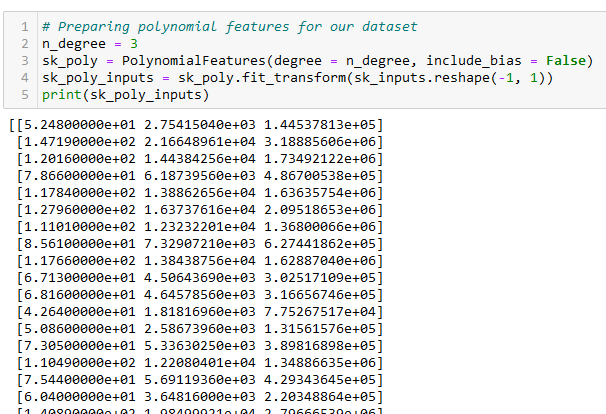 1 # Preparing polynomial features for our dataset
2 n_degree = 3
3 sk_poly = PolynomialFeatures(degree = n_degree, include_bias = False)
4 sk_poly_inputs = sk_poly.fit_transform(sk_inputs.reshape(-1, 1))
5 print(sk_poly_inputs)
[[5.24800000e+01 2.75415040e+03 1.44537813e+05]
[1.47190000e+02 2.16648961e+04 3.18885606e+06]
[1.20160000e+02 1.44384256e+04 1.73492122e+06]
[7.86600000e+01 6.18739560e+03 4.86700538e+05]
[1.17840000e+02 1.38862656e+04 1.63635754e+06]
[1.27960000e+02 1.63737616e+04 2.09518653e+06]
[1.11010000e+02 1.23232201e+04 1.36800066e+06]
[8.56100000e+01 7.32907210e+03 6.27441862e+05]
[1.17660000e+02 1.38438756e+04 1.62887040e+06]
[6.71300000e+01 4.50643690e+03 3.02517109e+05]
[6.81600000e+01 4.64578560e+03 3.16656746e+05]
[4.26400000e+01 1.81816960e+03 7.75267517e+04]
[5.08600000e+01 2.58673960e+03 1.31561576e+05]
[7.30500000e+01 5.33630250e+03 3.89816898e+05]
[1.10490000e+02 1.22080401e+04 1.34886635e+06]
[7.54400000e+01 5.69119360e+03 4.29343645e+05]
[6.04000000e+01 3.64816000e+03 2.20348864e+05]
[1.40890000e+02 1.98499921e+04 2.79666539e+06]